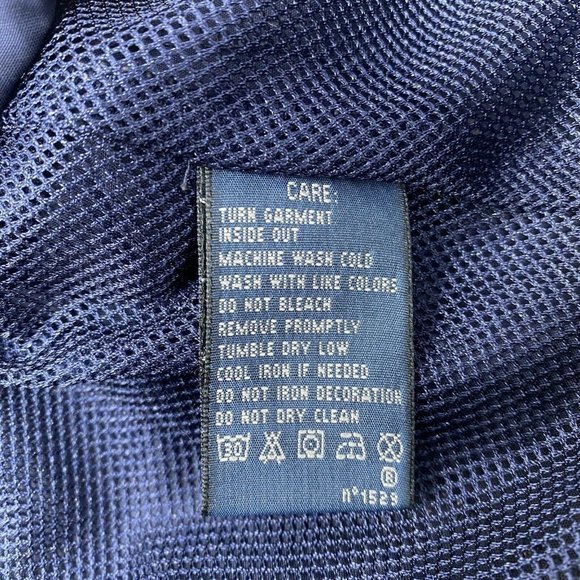 CARE:
TURN GARMENT
INSIDE OUT
MACHINE WASH COLD
WASH WITH LIKE COLORS
DO NOT BLEACH
REMOVE PROMPTLY
TUMBLE DRY LOW
COOL IRON IF NEEDED
DO NOT IRON DECORATION
DO NOT DRY CLEAN
30
®
n°1529